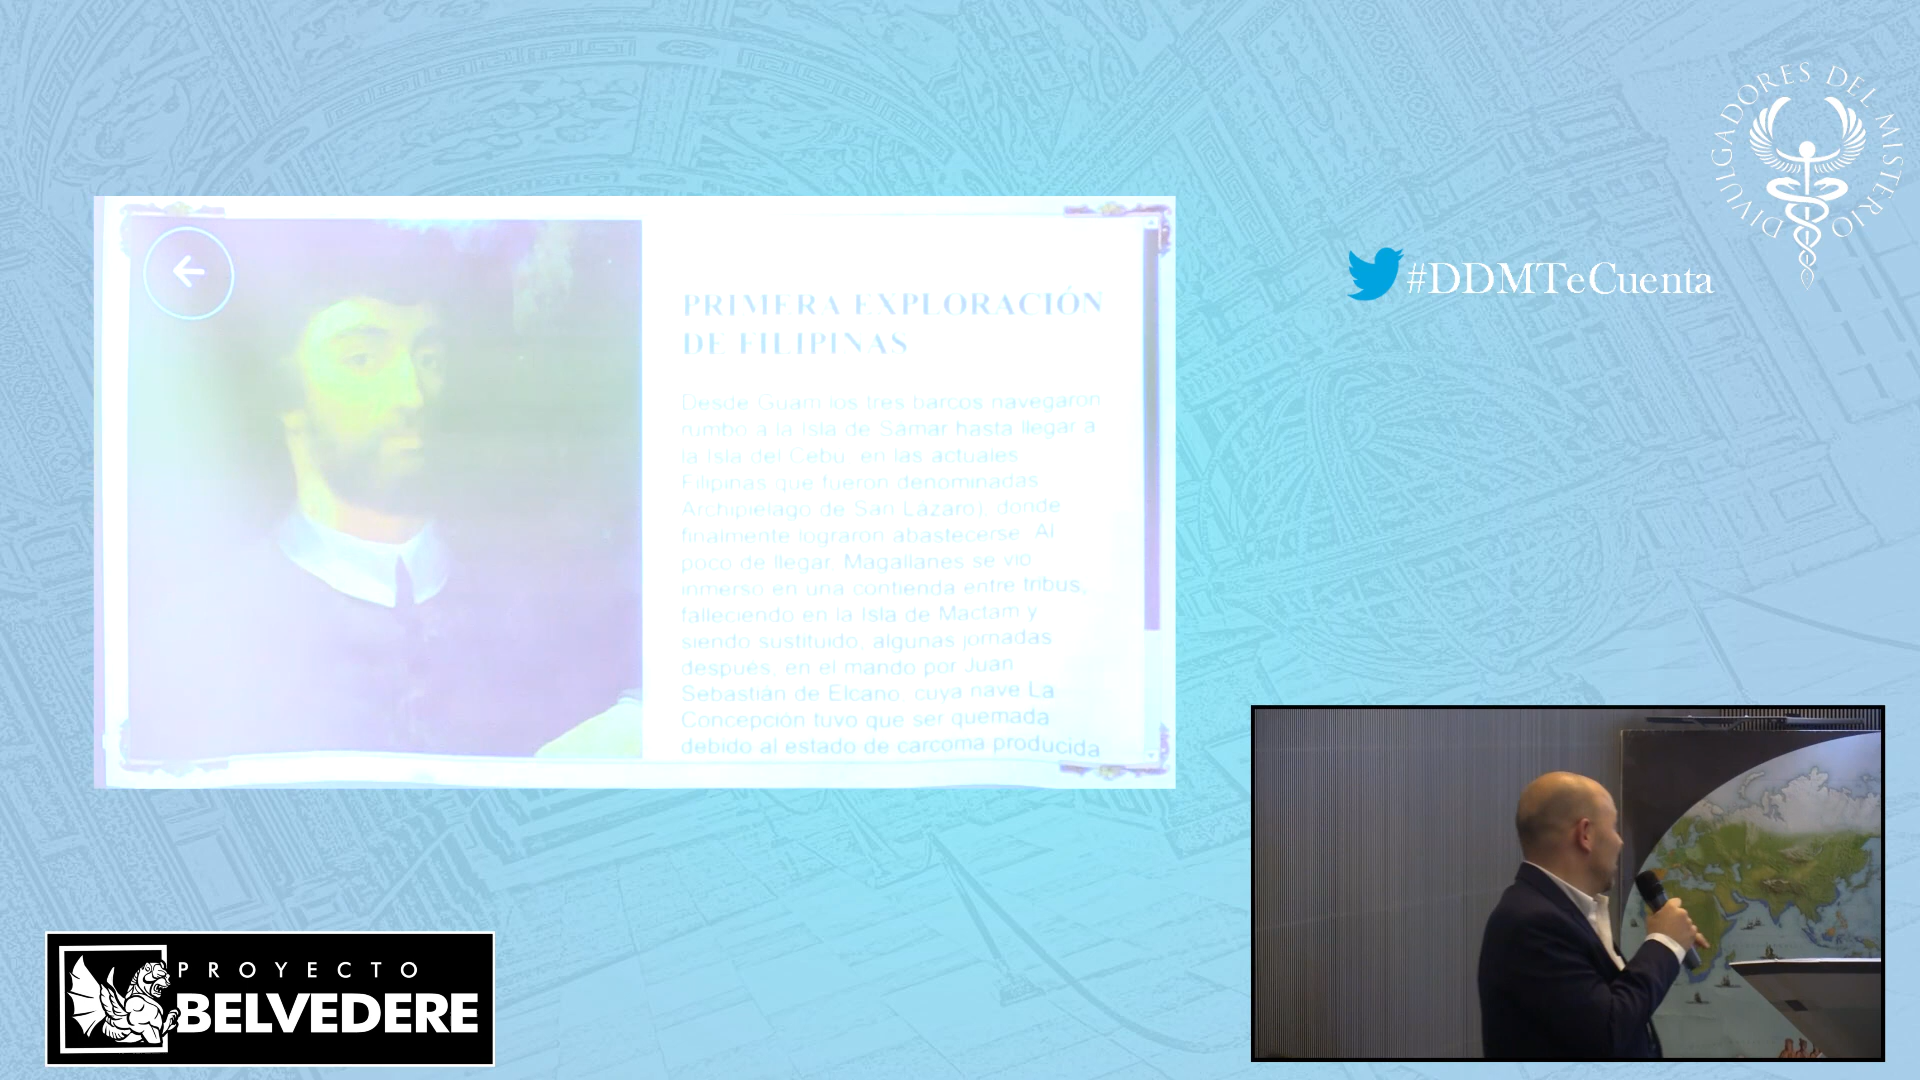 PRIMERA EXPLORACIÓN
DE FILIPINAS
Desde Guam los tres barcos navegaron
rumbo a la Isla de Samar hasta llegar a
la Isla del Cebu, en las actuales
Filipinas que fueron denominadas
Archipielago de San Lázaro), donde
finalmente lograron abastecerse. Al
poco de llegar, Magallanes se vio
inmerso en una contienda entre tribus,
falleciendo en la Isla de Mactam y
siendo sustituido, algunas jornadas
después, en el mando por Juan
Sebastián de Elcano, cuya nave La
Concepción tuvo que ser quemada
debido al estado de carcoma producida
DIVULGADORES DEL MISTERIO
#DDMTeCuenta
PROYECTO
BELVEDERE